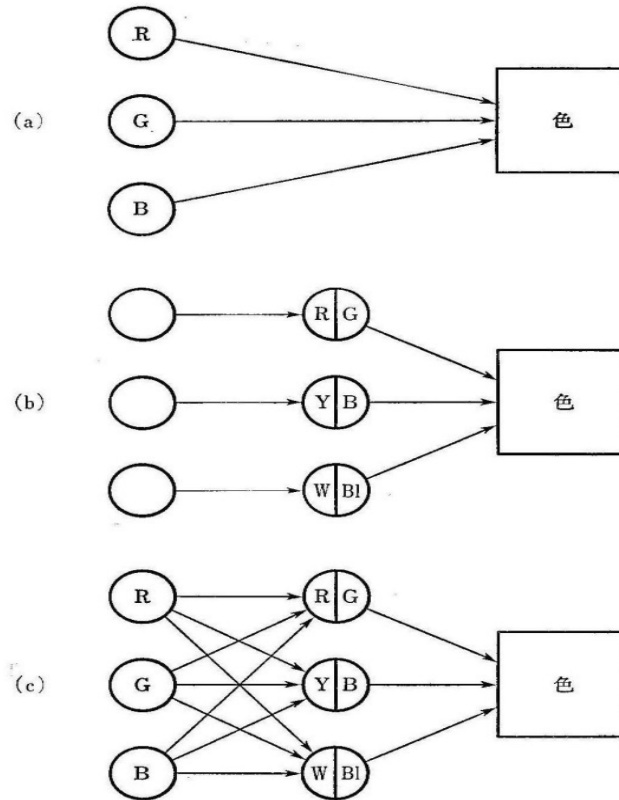 R
(a) G 色
B
R G
(b) Y B 色
W Bl
R R G
(c) G Y B 色
B W Bl